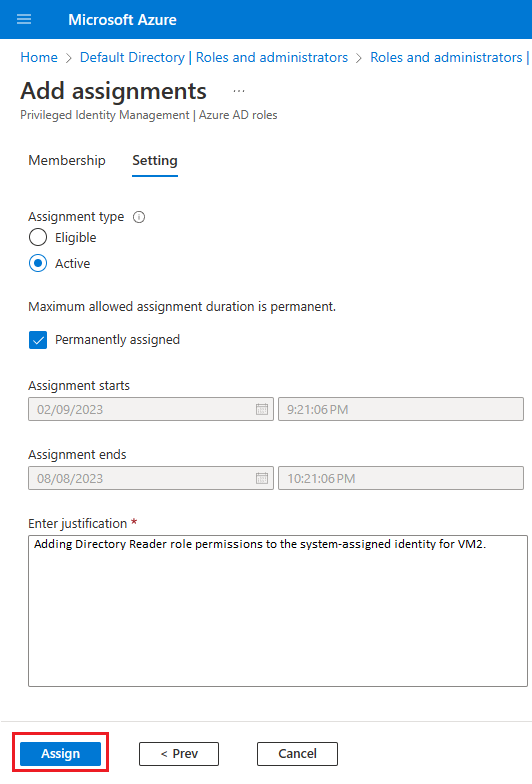 Microsoft Azure
Home > Default Directory | Roles and administrators > Roles and administrators |
Add assignments ...
Privileged Identity Management | Azure AD roles
Membership Setting
Assignment type
Eligible
Active
Maximum allowed assignment duration is permanent.
Permanently assigned
Assignment starts
02/09/2023 9:21:06 PM
Assignment ends
08/08/2023 10:21:06 PM
Enter justification *
Adding Directory Reader role permissions to the system-assigned identity for VM2.
Assign < Prev Cancel